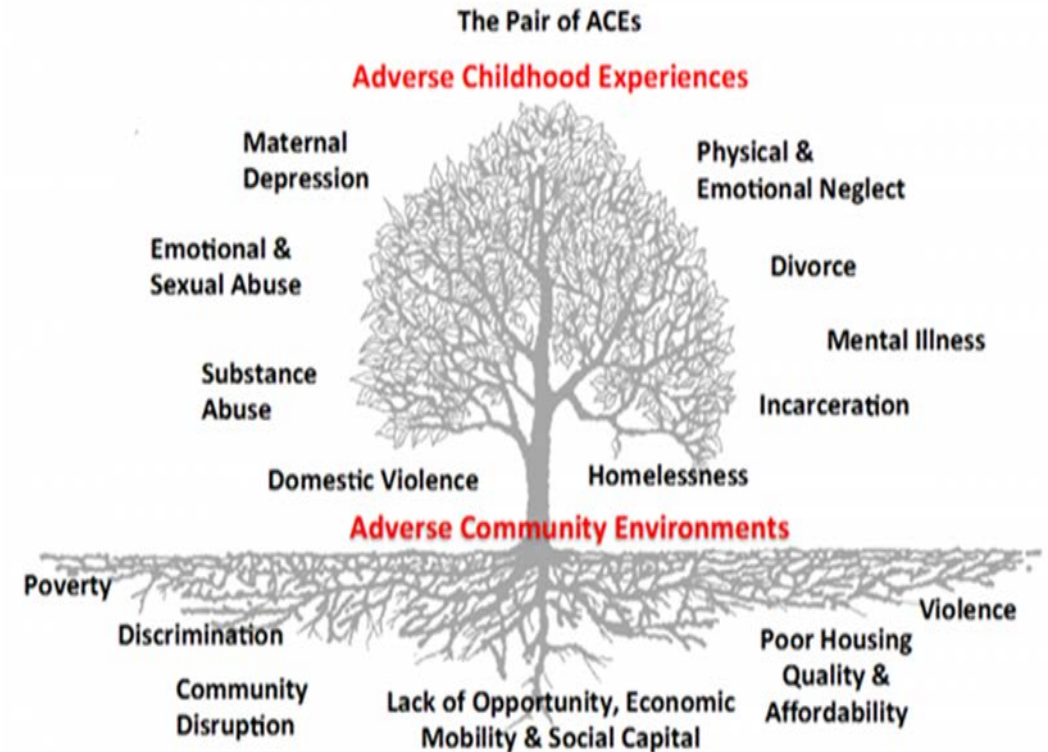 The Pair of ACEs
Adverse Childhood Experiences
Maternal
Depression
Physical &
Emotional Neglect
Emotional &
Sexual Abuse
Divorce
Substance
Abuse
Mental Illness
Incarceration
Domestic Violence
Homelessness
Adverse Community Environments
Poverty
Discrimination
Community
Disruption
Lack of Opportunity, Economic
Mobility & Social Capital
Violence
Poor Housing
Quality &
Affordability